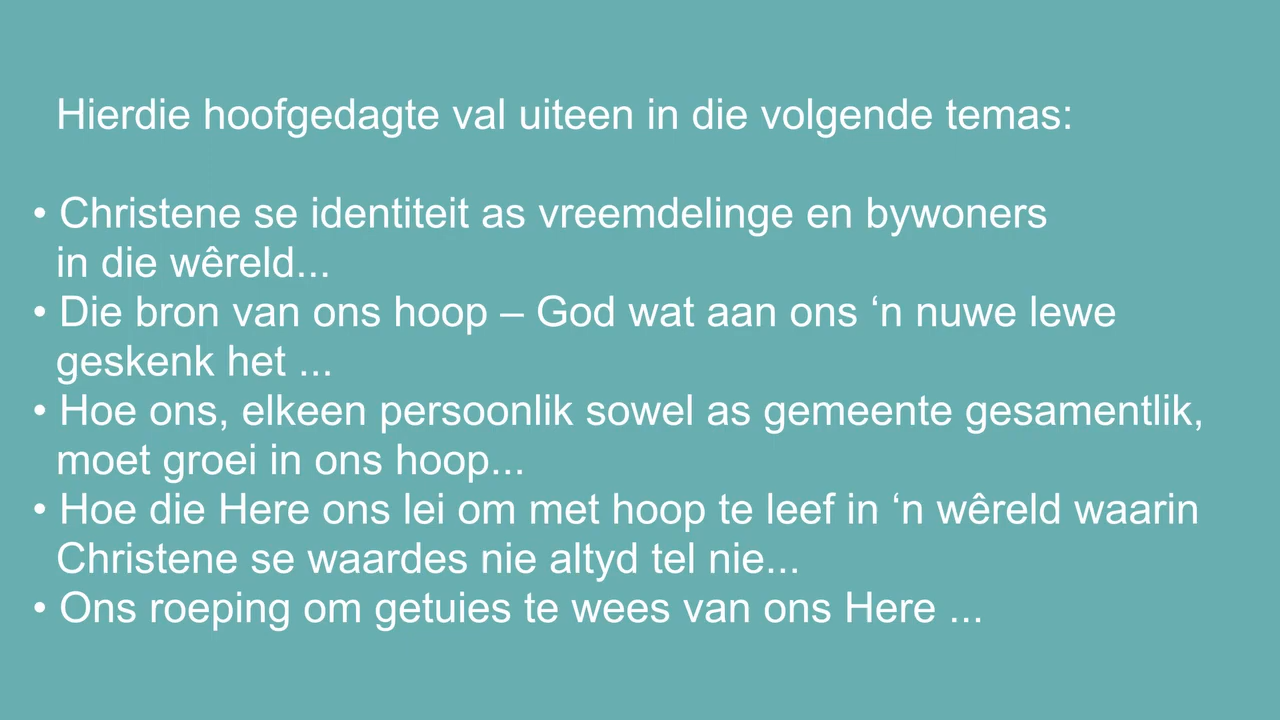 Hierdie hoofgedagte val uiteen in die volgende temas:
• Christene se identiteit as vreemdelinge en bywoners
in die wêreld...
• Die bron van ons hoop – God wat aan ons ‘n nuwe lewe
geskenk het ...
• Hoe ons, elkeen persoonlik sowel as gemeente gesamentlik,
moet groei in ons hoop...
• Hoe die Here ons lei om met hoop te leef in ‘n wêreld waarin
Christene se waardes nie altyd tel nie...
• Ons roeping om getuies te wees van ons Here ...